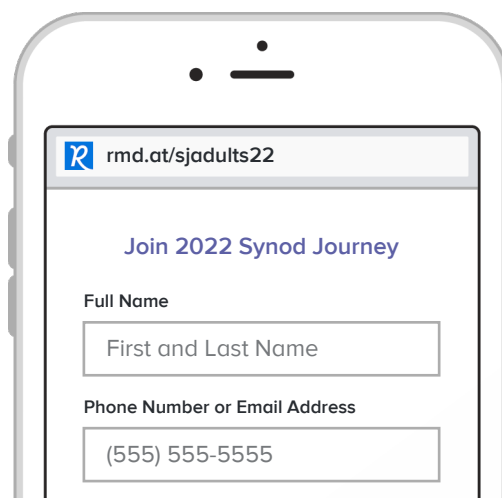 R rmd.at/sjadults22
Join 2022 Synod Journey
Full Name
First and Last Name
Phone Number or Email Address
(555) 555-5555